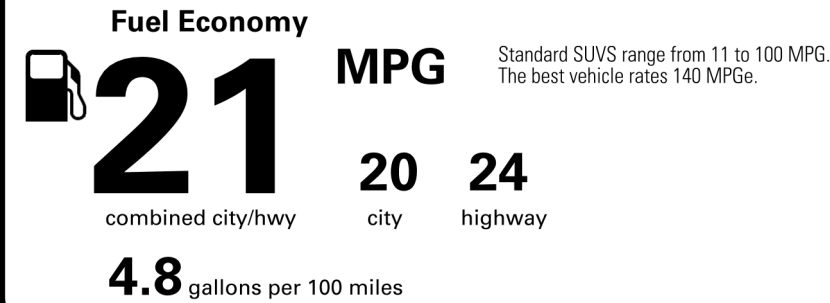 Fuel Economy
21
MPG
Standard SUVS range from 11 to 100 MPG.
The best vehicle rates 140 MPGe.
20 24
combined city/hwy city highway
4.8 gallons per 100 miles